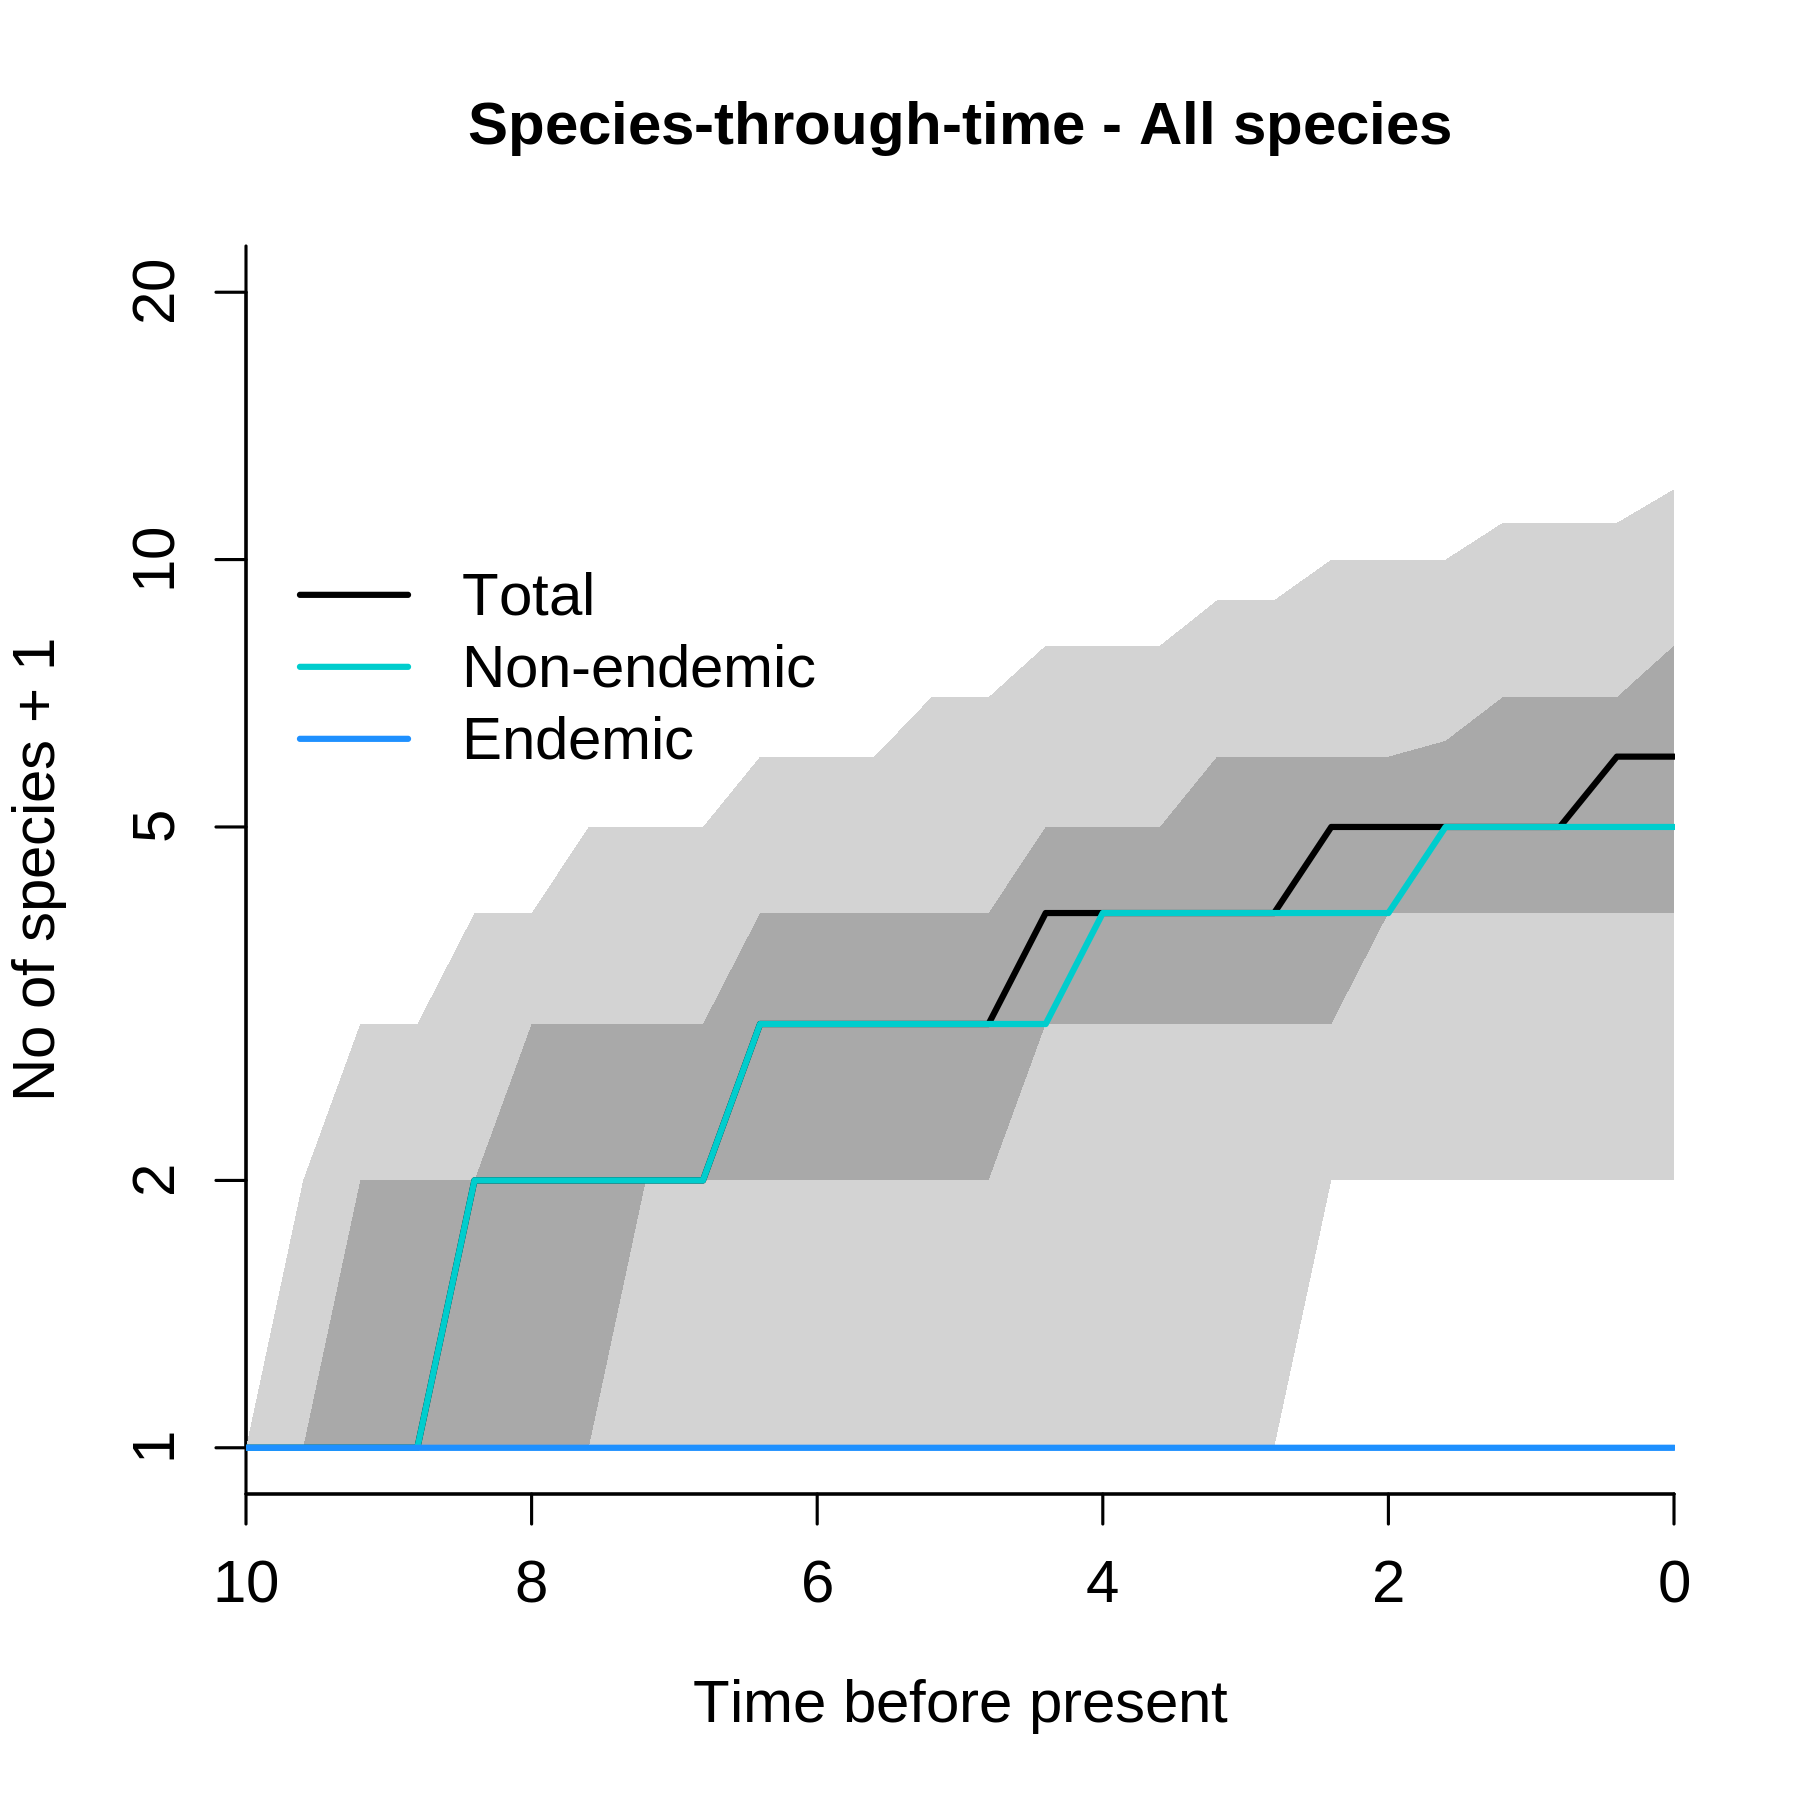 Species-through-time - All species
20
10
5
2
1
No of species + 1
Total
Non-endemic
Endemic
10 8 6 4 2 0
Time before present